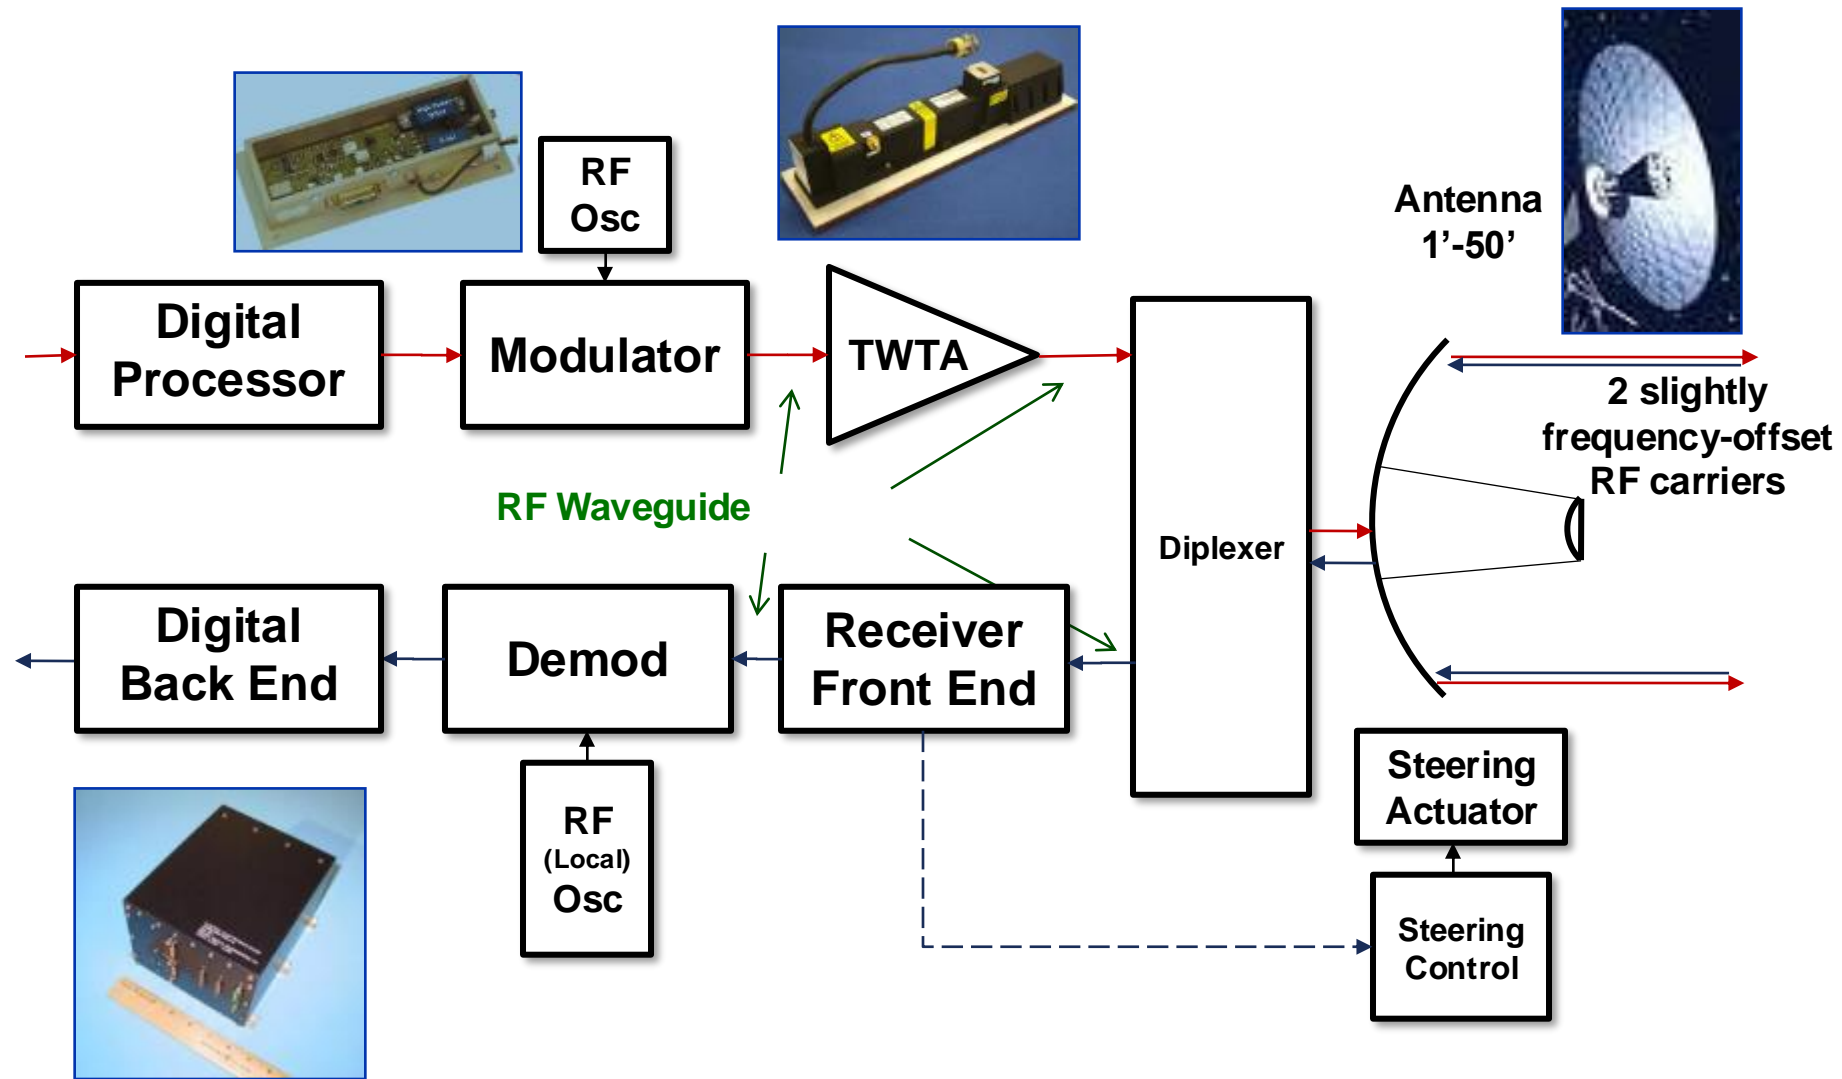 RF
Osc
Antenna
1’-50’
Digital
Processor
Modulator
TWTA
2 slightly
frequency-offset
RF carriers
RF Waveguide
Diplexer
Digital
Back End
Demod
Receiver
Front End
RF
(Local)
Osc
Steering
Actuator
Steering
Control